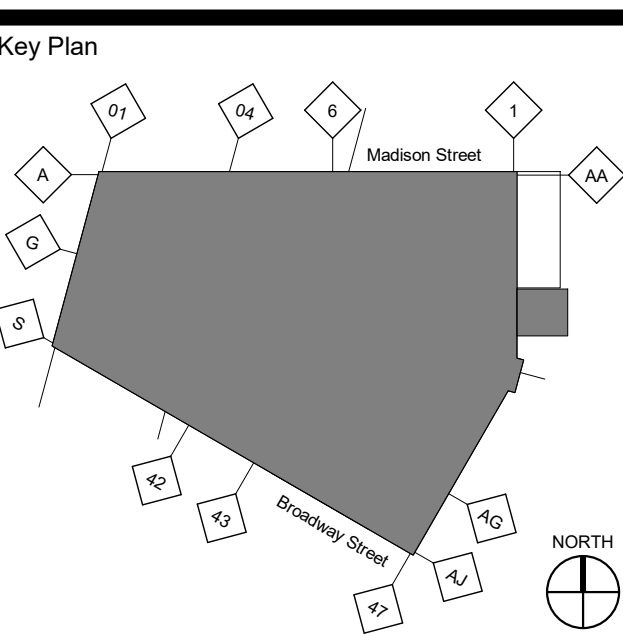 Key Plan
01
04
6
1
Madison Street
A
AA
G
S
42
43
Broadway Street
AG
AJ
47
NORTH